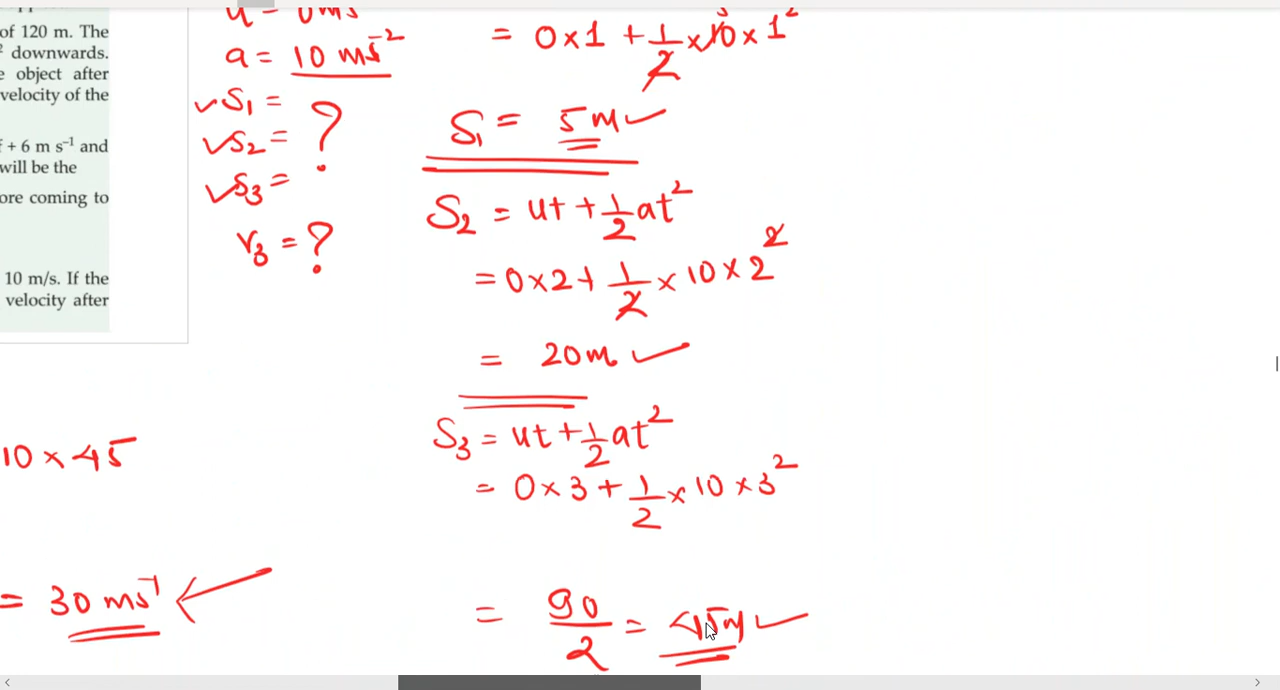 of 120 m. The
² downwards.
e object after
velocity of the
f + 6 m s⁻¹ and
will be the
ore coming to
10 m/s. If the
velocity after
u = 0ms
a = 10 ms⁻²
✓S₁ =
✓S₂ = ?
✓S₃ =
v₃ = ?
10 × 45
= 30 ms⁻¹
= 0×1 + 1/2 × 10 × 1²
S₁ = 5m ✓
S₂ = ut + 1/2 at²
= 0×2 + 1/2 × 10 × 2²
= 20m ✓
S₃ = ut + 1/2 at²
= 0 × 3 + 1/2 × 10 × 3²
= 90/2 = 45m ✓